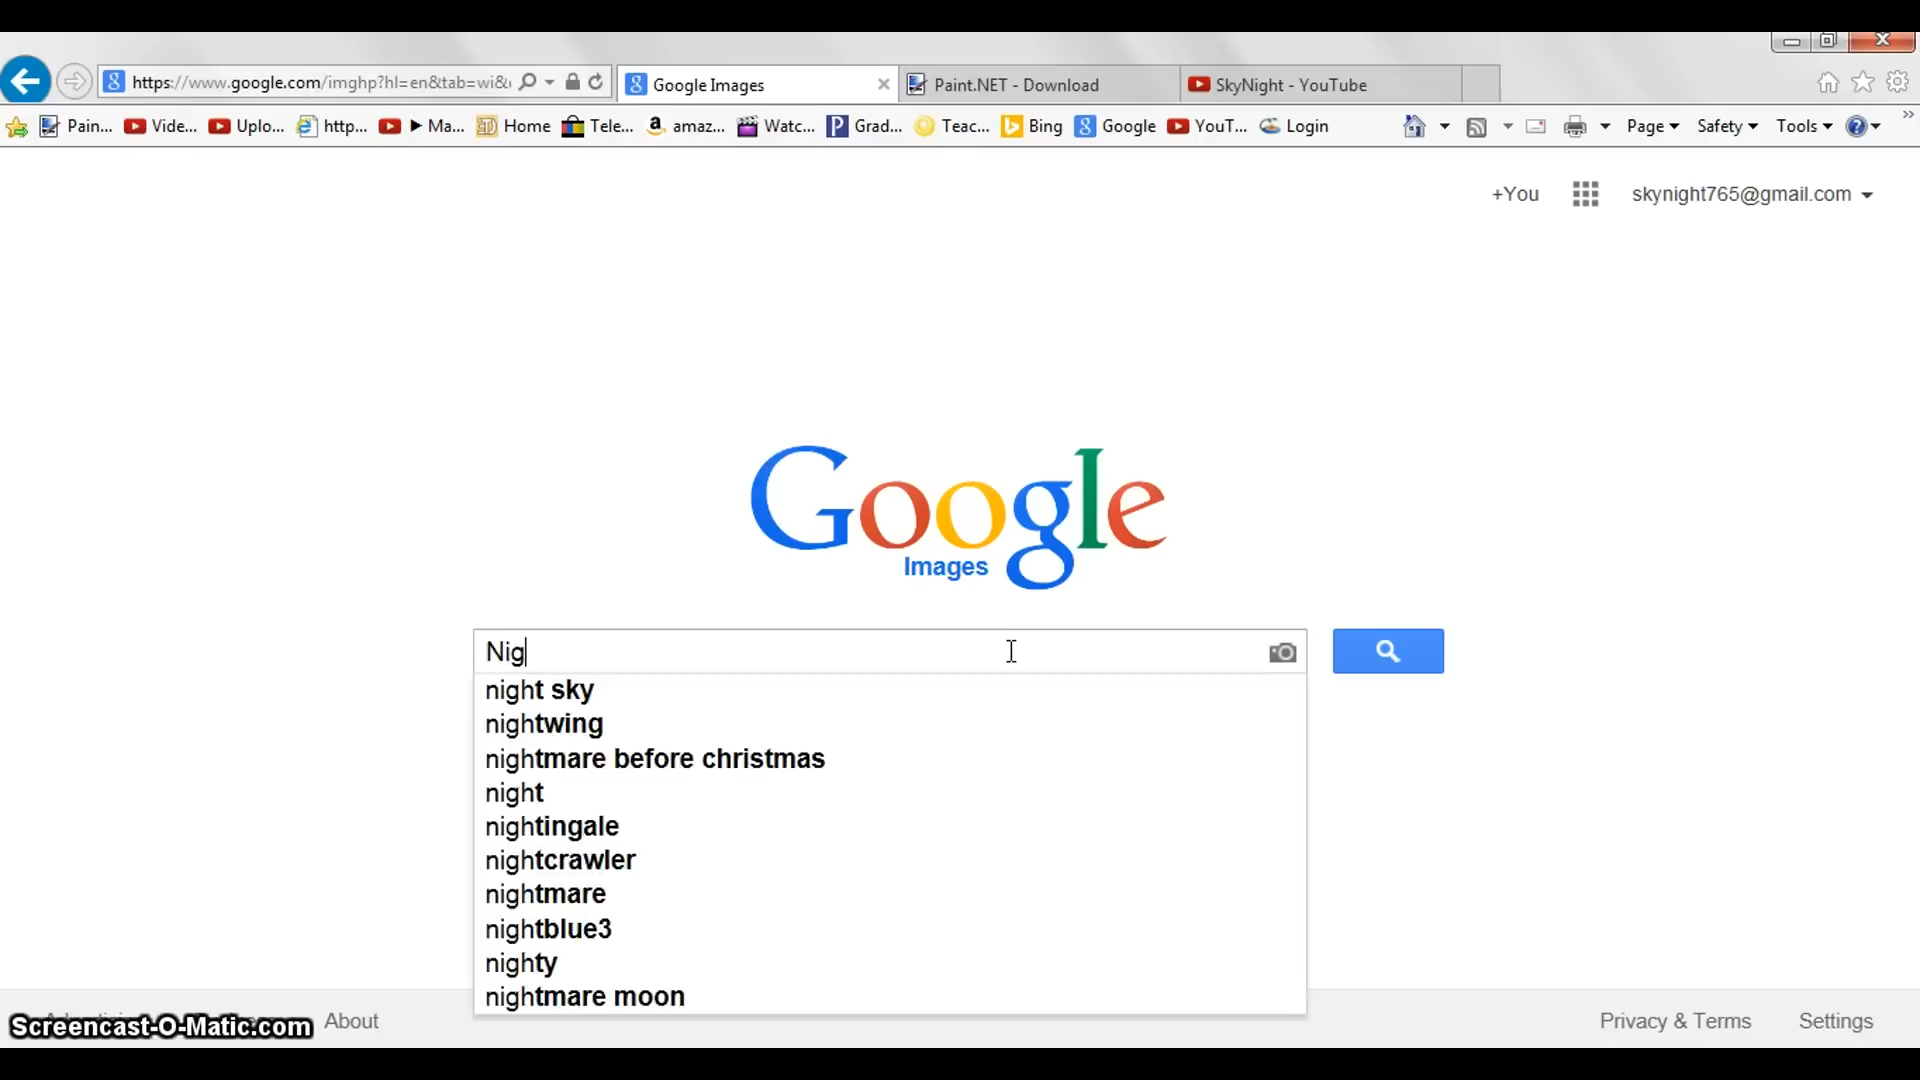 https://www.google.com/imghp?hl=en&tab=wi&
Google Images
Paint.NET - Download
SkyNight - YouTube
Pain...
Vide...
Uplo...
http...
Ma...
Home
Tele...
amaz...
Watc...
Grad...
Teac...
Bing
Google
YouT...
Login
Page
Safety
Tools
+You
skynight765@gmail.com
Google
Images
Nig
night sky
nightwing
nightmare before christmas
night
nightingale
nightcrawler
nightmare
nightblue3
nighty
nightmare moon
Screencast-O-Matic.com
About
Privacy & Terms
Settings